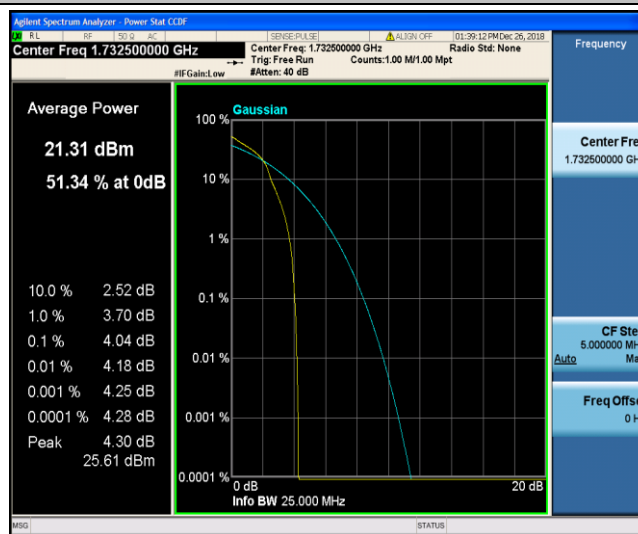 Agilent Spectrum Analyzer - Power Stat CCDF
RL RF 50 Ω AC SENSE:PULSE ALIGN OFF 01:39:12 PM Dec 26, 2018
Center Freq 1.732500000 GHz
Center Freq: 1.732500000 GHz Radio Std: None
Trig: Free Run Counts:1.00 M/1.00 Mpt
#IFGain:Low #Atten: 40 dB
Frequency
Average Power
21.31 dBm
51.34 % at 0dB
10.0 % 2.52 dB
1.0 % 3.70 dB
0.1 % 4.04 dB
0.01 % 4.18 dB
0.001 % 4.25 dB
0.0001 % 4.28 dB
Peak 4.30 dB
25.61 dBm
Gaussian
100 %
10 %
1 %
0.1 %
0.01 %
0.001 %
0.0001 %
0 dB 20 dB
Info BW 25.000 MHz
Center Fre
1.732500000 GH
CF Ste
5.000000 MH
Auto Ma
Freq Offse
0 H
MSG STATUS